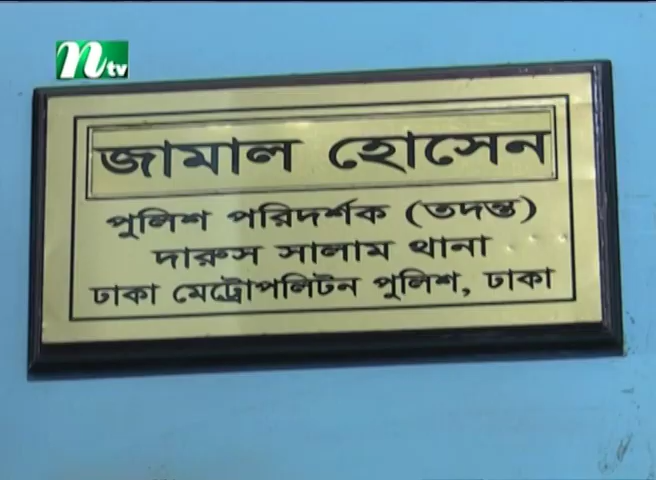 ntv
জামাল হোসেন
পুলিশ পরিদর্শক (তদন্ত)
দারুস সালাম থানা
ঢাকা মেট্রোপলিটন পুলিশ, ঢাকা